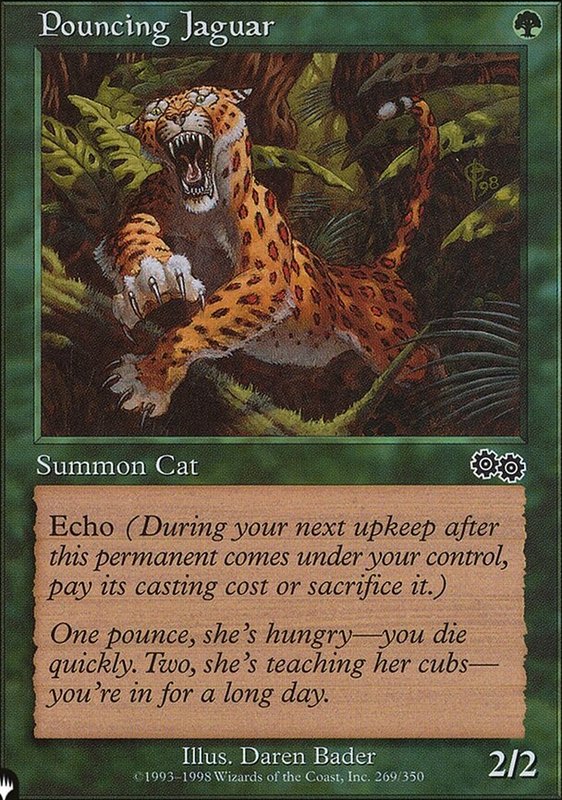 Pouncing Jaguar
98
Summon Cat
Echo (During your next upkeep after
this permanent comes under your control,
pay its casting cost or sacrifice it.)
One pounce, she's hungry—you die
quickly. Two, she's teaching her cubs—
you're in for a long day.
Illus. Daren Bader
2/2
©1993–1998 Wizards of the Coast, Inc. 269/350